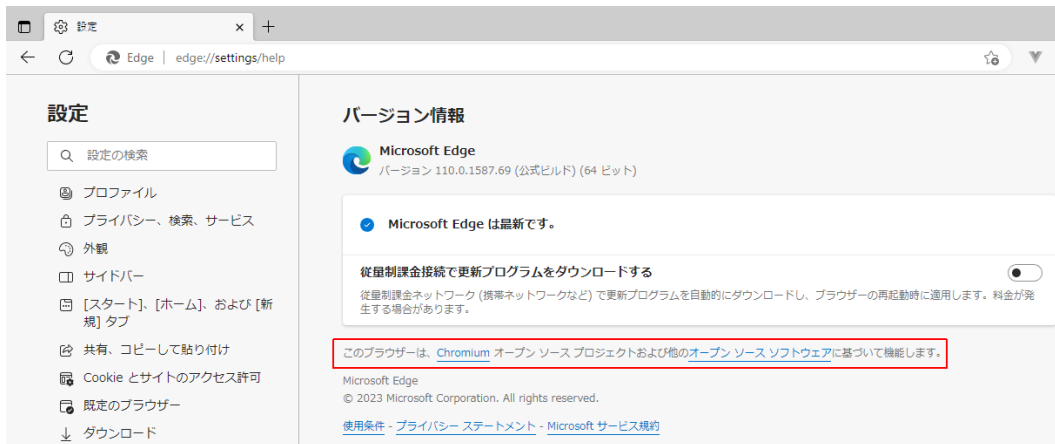 設定
Edge | edge://settings/help
設定
設定の検索
プロファイル
プライバシー、検索、サービス
外観
サイドバー
[スタート]、[ホーム]、および [新
規] タブ
共有、コピーして貼り付け
Cookie とサイトのアクセス許可
既定のブラウザー
ダウンロード
バージョン情報
Microsoft Edge
バージョン 110.0.1587.69 (公式ビルド) (64 ビット)
Microsoft Edge は最新です。
従量制課金接続で更新プログラムをダウンロードする
従量制課金ネットワーク (携帯ネットワークなど) で更新プログラムを自動的にダウンロードし、ブラウザーの再起動時に適用します。料金が発
生する場合があります。
このブラウザーは、Chromium オープン ソース プロジェクトおよび他のオープン ソース ソフトウェアに基づいて機能します。
Microsoft Edge
© 2023 Microsoft Corporation. All rights reserved.
使用条件 - プライバシー ステートメント - Microsoft サービス規約